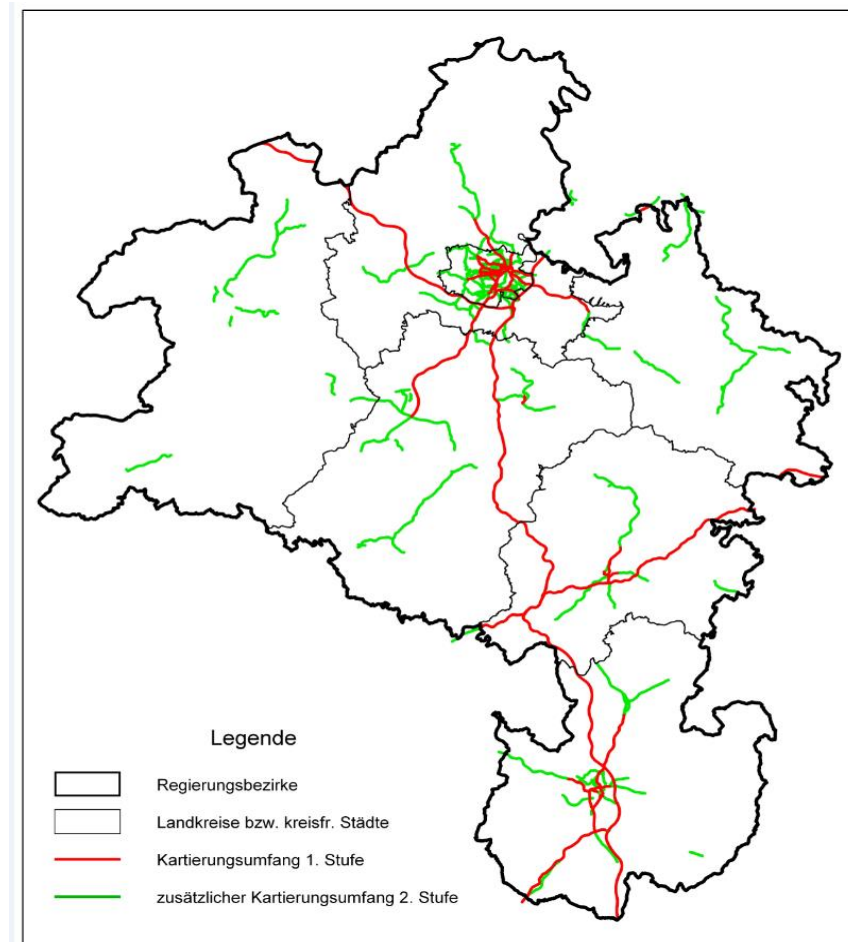 Legende
Regierungsbezirke
Landkreise bzw. kreisfr. Städte
Kartierungsumfang 1. Stufe
zusätzlicher Kartierungsumfang 2. Stufe